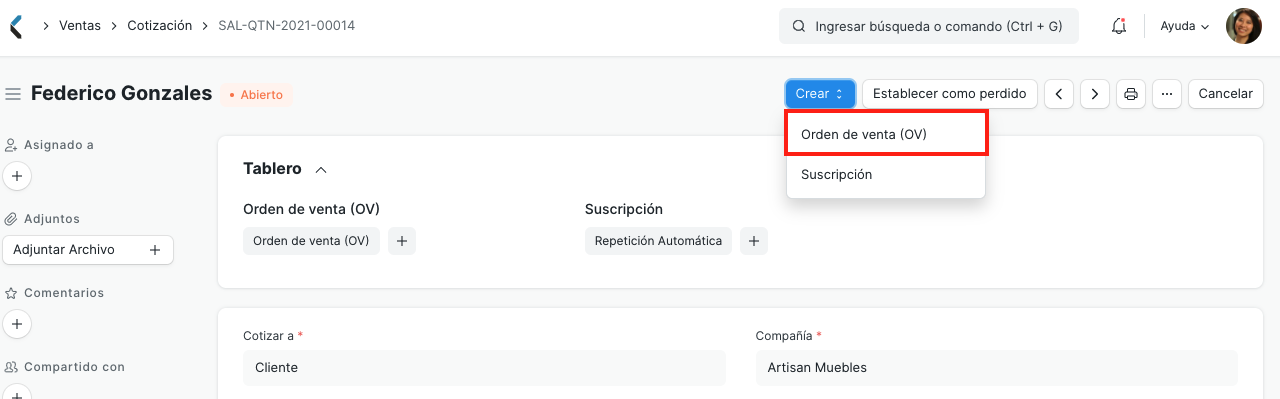 Ventas Cotización SAL-QTN-2021-00014 Ingresar búsqueda o comando (Ctrl + G) Ayuda
Federico Gonzales • Abierto Crear Establecer como perdido ... Cancelar
Orden de venta (OV)
Suscripción
Asignado a
+
Adjuntos
Adjuntar Archivo +
Comentarios
+
Compartido con
+
Tablero
Orden de venta (OV) Suscripción
Orden de venta (OV) + Repetición Automática +
Cotizar a * Compañía *
Cliente Artisan Muebles